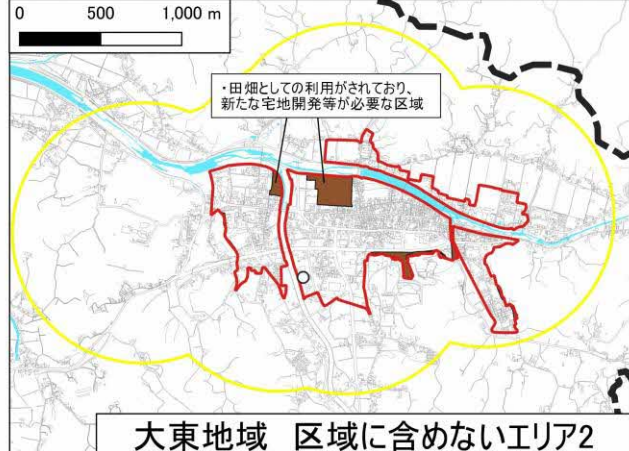 0 500 1,000 m
・田畑としての利用がされており、
新たな宅地開発等が必要な区域
大東地域 区域に含めないエリア2